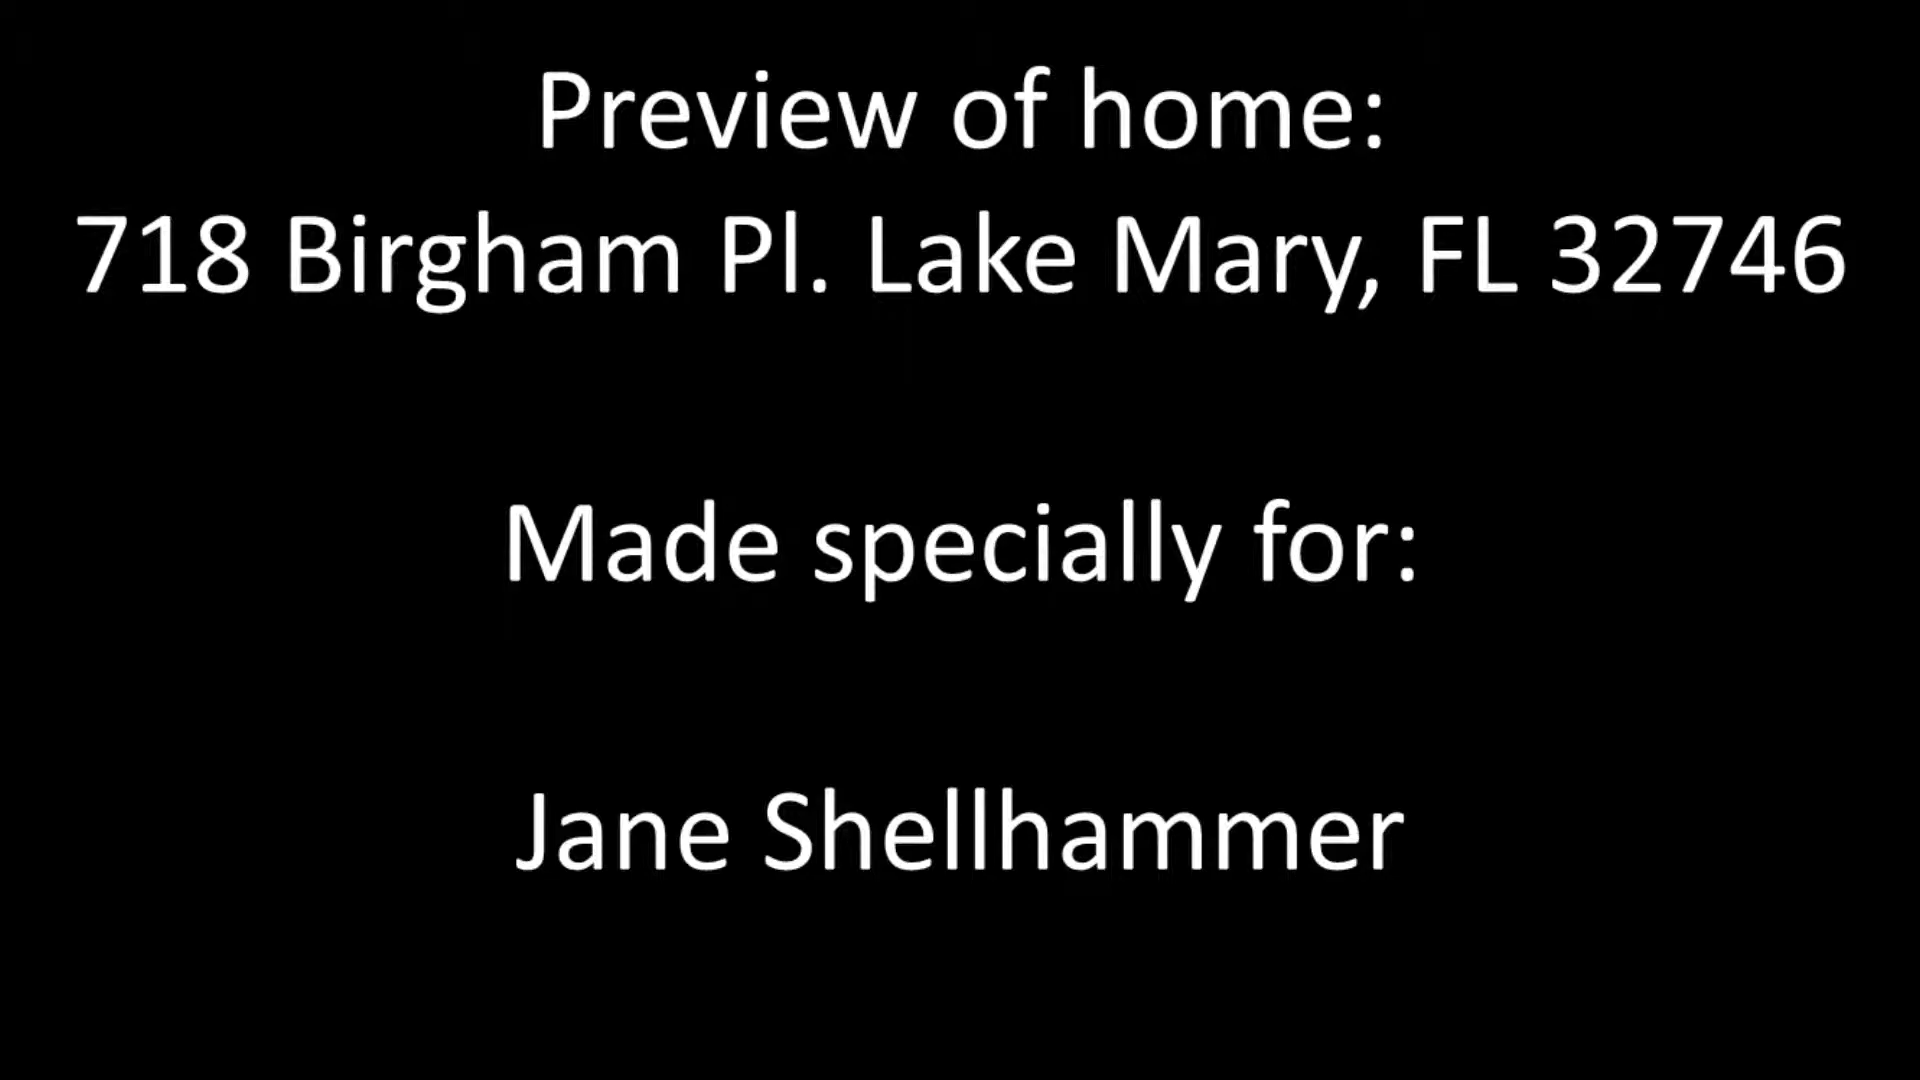 Preview of home:
718 Birgham Pl. Lake Mary, FL 32746
Made specially for:
Jane Shellhammer